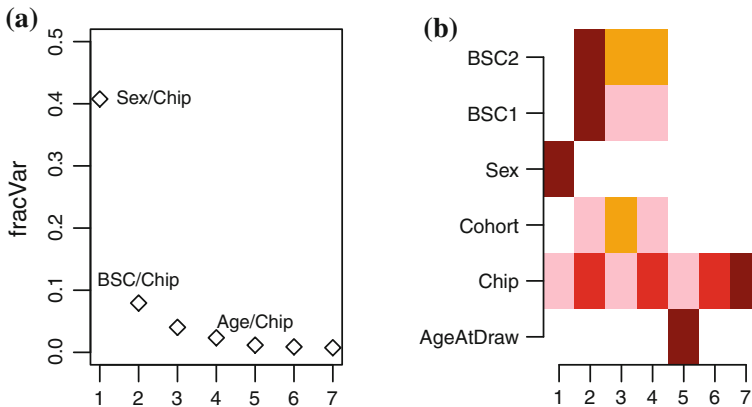 (a)
fracVar
0.5
0.4
0.3
0.2
0.1
0.0
Sex/Chip
BSC/Chip
Age/Chip
1 2 3 4 5 6 7
(b)
BSC2
BSC1
Sex
Cohort
Chip
AgeAtDraw
1 2 3 4 5 6 7